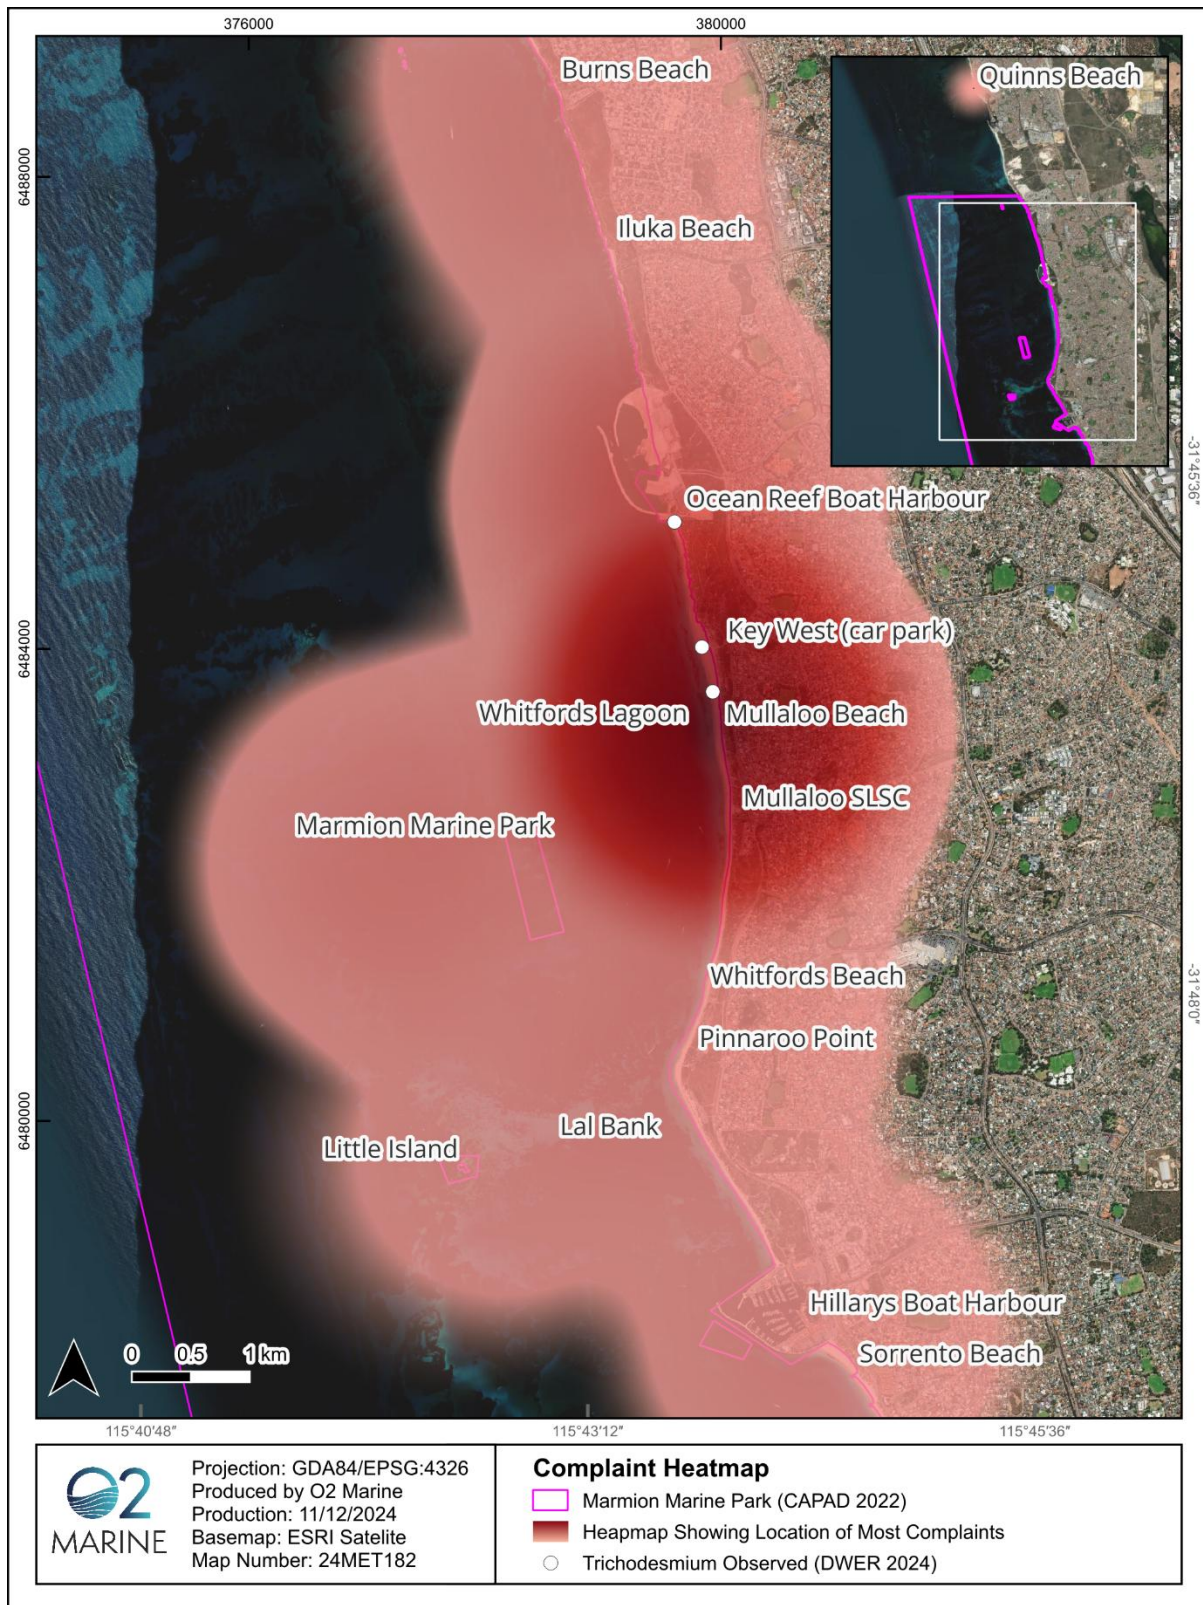 376000
380000
Burns Beach
Quinns Beach
6488000
Iluka Beach
-31°45'36"
Ocean Reef Boat Harbour
Key West (car park)
6484000
Whitfords Lagoon
Mullaloo Beach
Mullaloo SLSC
Marmion Marine Park
Whitfords Beach
-31°48'0"
Pinnaroo Point
6480000
Lal Bank
Little Island
Hillarys Boat Harbour
Sorrento Beach
0 0.5 1 km
115°40'48"
115°43'12"
115°45'36"
O2
MARINE
Projection: GDA84/EPSG:4326
Produced by O2 Marine
Production: 11/12/2024
Basemap: ESRI Satelite
Map Number: 24MET182
Complaint Heatmap
Marmion Marine Park (CAPAD 2022)
Heapmap Showing Location of Most Complaints
Trichodesmium Observed (DWER 2024)